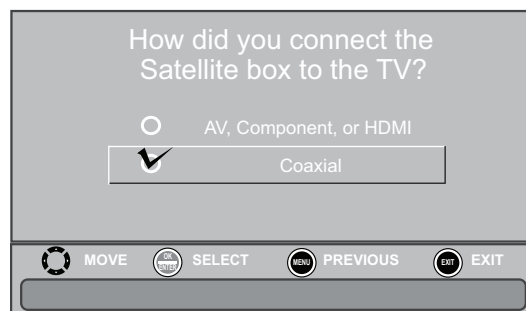 How did you connect the
Satellite box to the TV?
AV, Component, or HDMI
Coaxial
MOVE OK ENTER SELECT MENU PREVIOUS EXIT EXIT